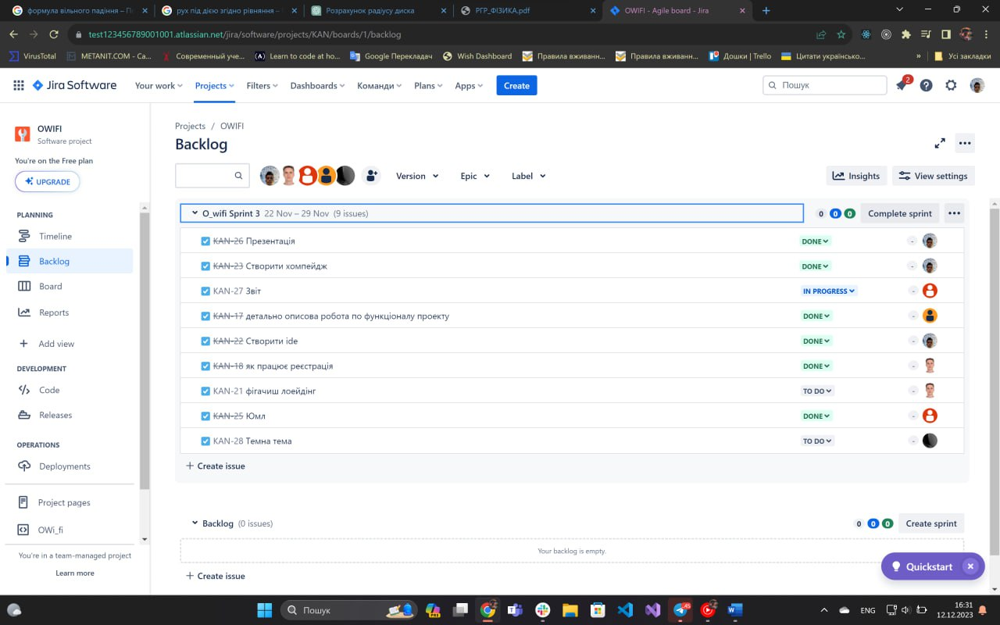 формула вільного падіння – П
рух під дією згідно рівняння –
Розрахунок радіусу диска
РГР_ФІЗИКА.pdf
OWIFI - Agile board - Jira
test123456789001001.atlassian.net/jira/software/projects/KAN/boards/1/backlog
VirusTotal
METANIT.COM - Са...
Современный уче...
Learn to code at ho...
Google Перекладач
Wish Dashboard
Правила вживанн...
Правила вживанн...
Дошки | Trello
Цитати українсько...
»
Усі закладки
Jira Software
Your work
Projects
Filters
Dashboards
Команди
Plans
Apps
Create
Пошук
2
OWIFI
Software project
You're on the Free plan
UPGRADE
PLANNING
Timeline
Backlog
Board
Reports
Add view
DEVELOPMENT
Code
Releases
OPERATIONS
Deployments
Project pages
OWi_fi
You're in a team-managed project
Learn more
Projects / OWIFI
Backlog
Version
Epic
Label
Insights
View settings
O_wifi Sprint 3 22 Nov – 29 Nov (9 issues)
0 0 0
Complete sprint
KAN-26 Презентація DONE -
KAN-23 Створити хомпейдж DONE -
KAN-27 Звіт IN PROGRESS -
KAN-17 детально описова робота по функціоналу проекту DONE -
KAN-22 Створити ide DONE -
KAN-18 як працює реєстрація DONE -
KAN-21 фігачиш лоейдінг TO DO -
KAN-25 Юмл DONE -
KAN-28 Темна тема TO DO -
+ Create issue
Backlog (0 issues)
0 0 0
Create sprint
Your backlog is empty.
+ Create issue
Quickstart
Пошук
PRE
45
ENG
16:31
12.12.2023